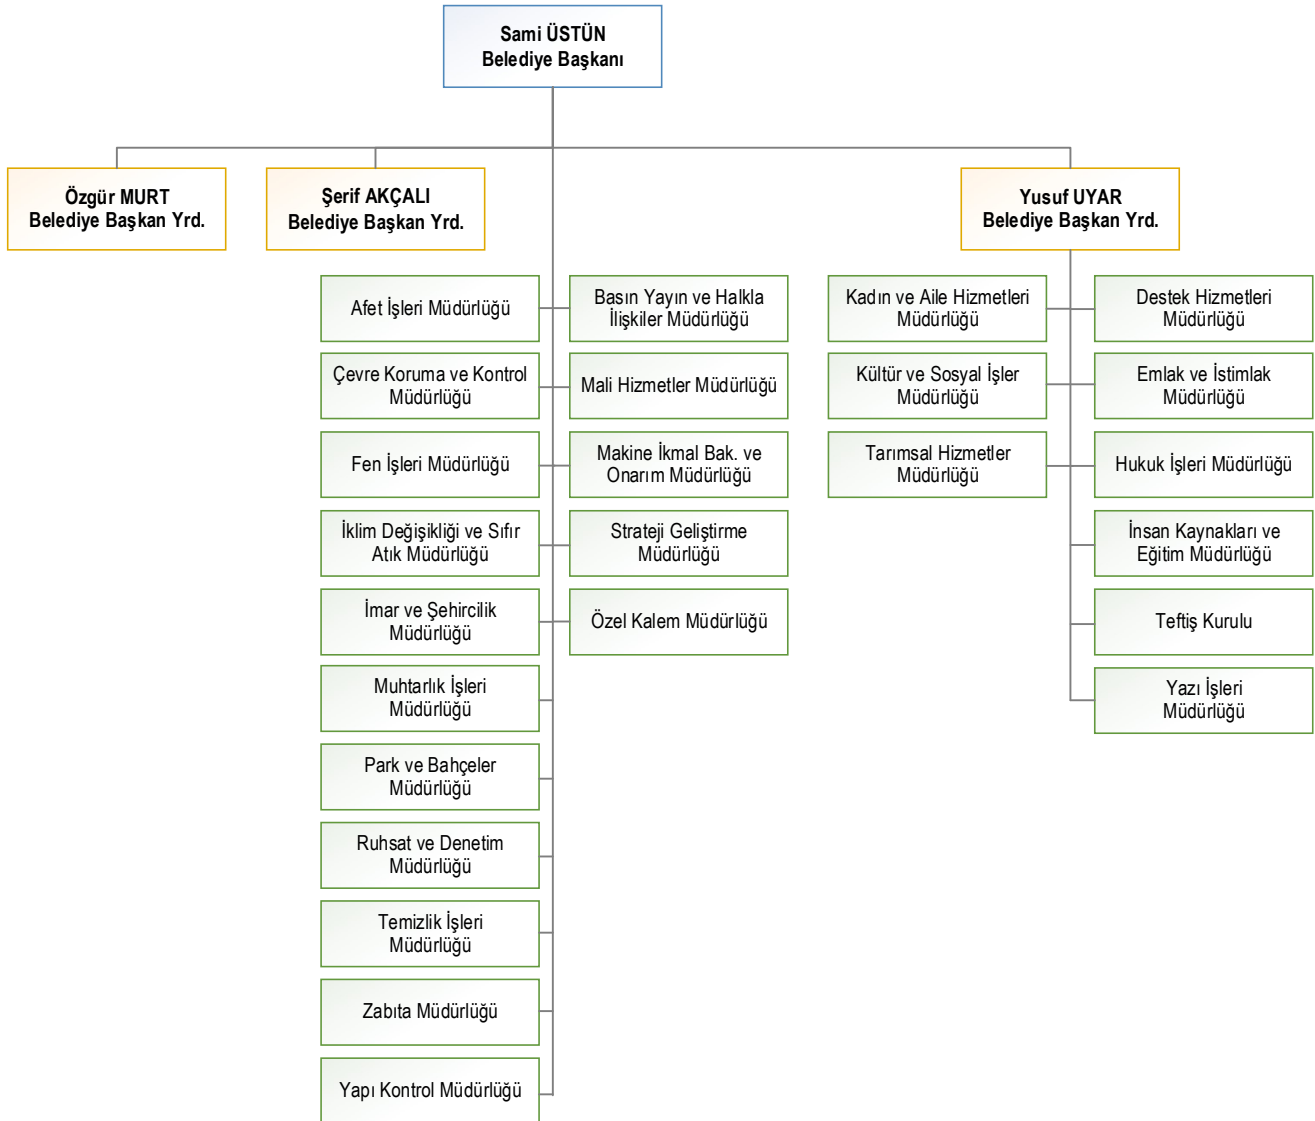 Sami ÜSTÜN
Belediye Başkanı
Özgür MURT
Belediye Başkan Yrd.
Şerif AKÇALI
Belediye Başkan Yrd.
Yusuf UYAR
Belediye Başkan Yrd.
Afet İşleri Müdürlüğü
Çevre Koruma ve Kontrol
Müdürlüğü
Fen İşleri Müdürlüğü
İklim Değişikliği ve Sıfır
Atık Müdürlüğü
İmar ve Şehircilik
Müdürlüğü
Muhtarlık İşleri
Müdürlüğü
Park ve Bahçeler
Müdürlüğü
Ruhsat ve Denetim
Müdürlüğü
Temizlik İşleri
Müdürlüğü
Zabıta Müdürlüğü
Yapı Kontrol Müdürlüğü
Basın Yayın ve Halkla
İlişkiler Müdürlüğü
Mali Hizmetler Müdürlüğü
Makine İkmal Bak. ve
Onarım Müdürlüğü
Strateji Geliştirme
Müdürlüğü
Özel Kalem Müdürlüğü
Kadın ve Aile Hizmetleri
Müdürlüğü
Kültür ve Sosyal İşler
Müdürlüğü
Tarımsal Hizmetler
Müdürlüğü
Destek Hizmetleri
Müdürlüğü
Emlak ve İstimlak
Müdürlüğü
Hukuk İşleri Müdürlüğü
İnsan Kaynakları ve
Eğitim Müdürlüğü
Teftiş Kurulu
Yazı İşleri
Müdürlüğü